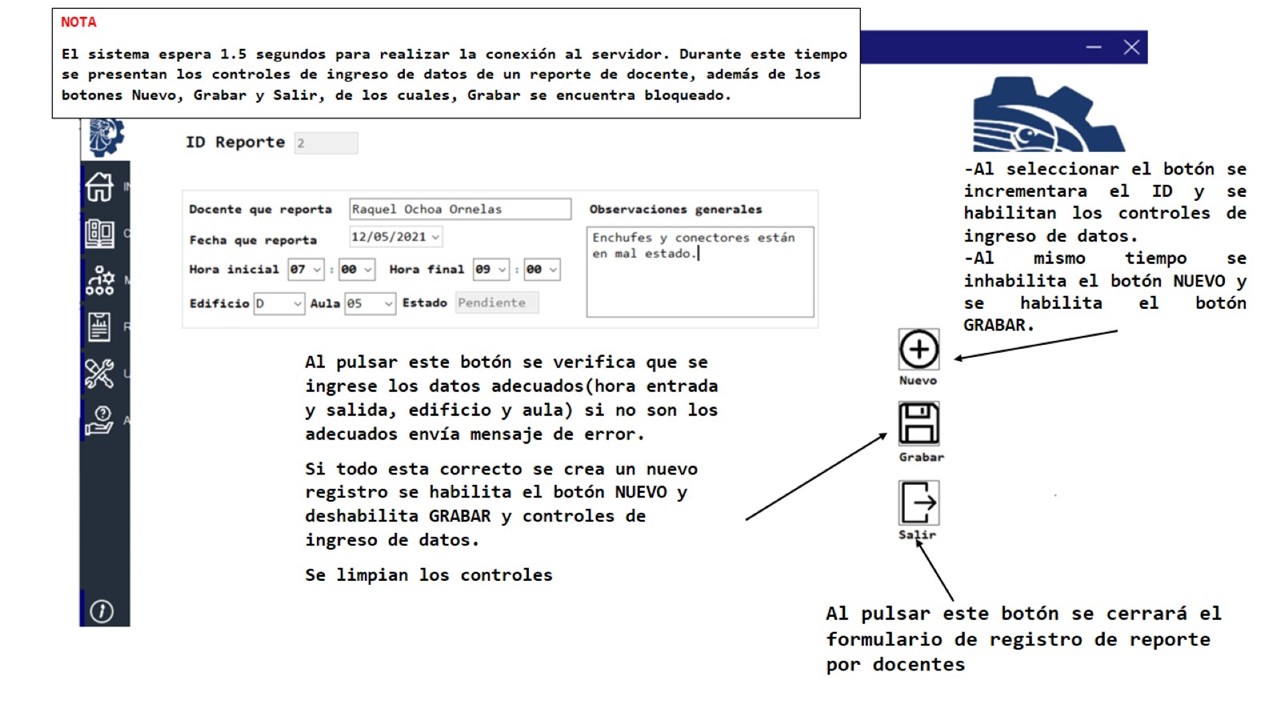 NOTA
El sistema espera 1.5 segundos para realizar la conexión al servidor. Durante este tiempo
se presentan los controles de ingreso de datos de un reporte de docente, además de los
botones Nuevo, Grabar y Salir, de los cuales, Grabar se encuentra bloqueado.
ID Reporte 2
Docente que reporta Raquel Ochoa Ornelas
Fecha que reporta 12/05/2021
Hora inicial 07 : 00 Hora final 09 : 00
Edificio D Aula 05 Estado Pendiente
Observaciones generales
Enchufes y conectores están
en mal estado.
-Al seleccionar el botón se
incrementara el ID y se
habilitan los controles de
ingreso de datos.
-Al mismo tiempo se
inhabilita el botón NUEVO y
se habilita el botón
GRABAR.
Nuevo
Grabar
Salir
Al pulsar este botón se verifica que se
ingrese los datos adecuados(hora entrada
y salida, edificio y aula) si no son los
adecuados envía mensaje de error.
Si todo esta correcto se crea un nuevo
registro se habilita el botón NUEVO y
deshabilita GRABAR y controles de
ingreso de datos.
Se limpian los controles
Al pulsar este botón se cerrará el
formulario de registro de reporte
por docentes